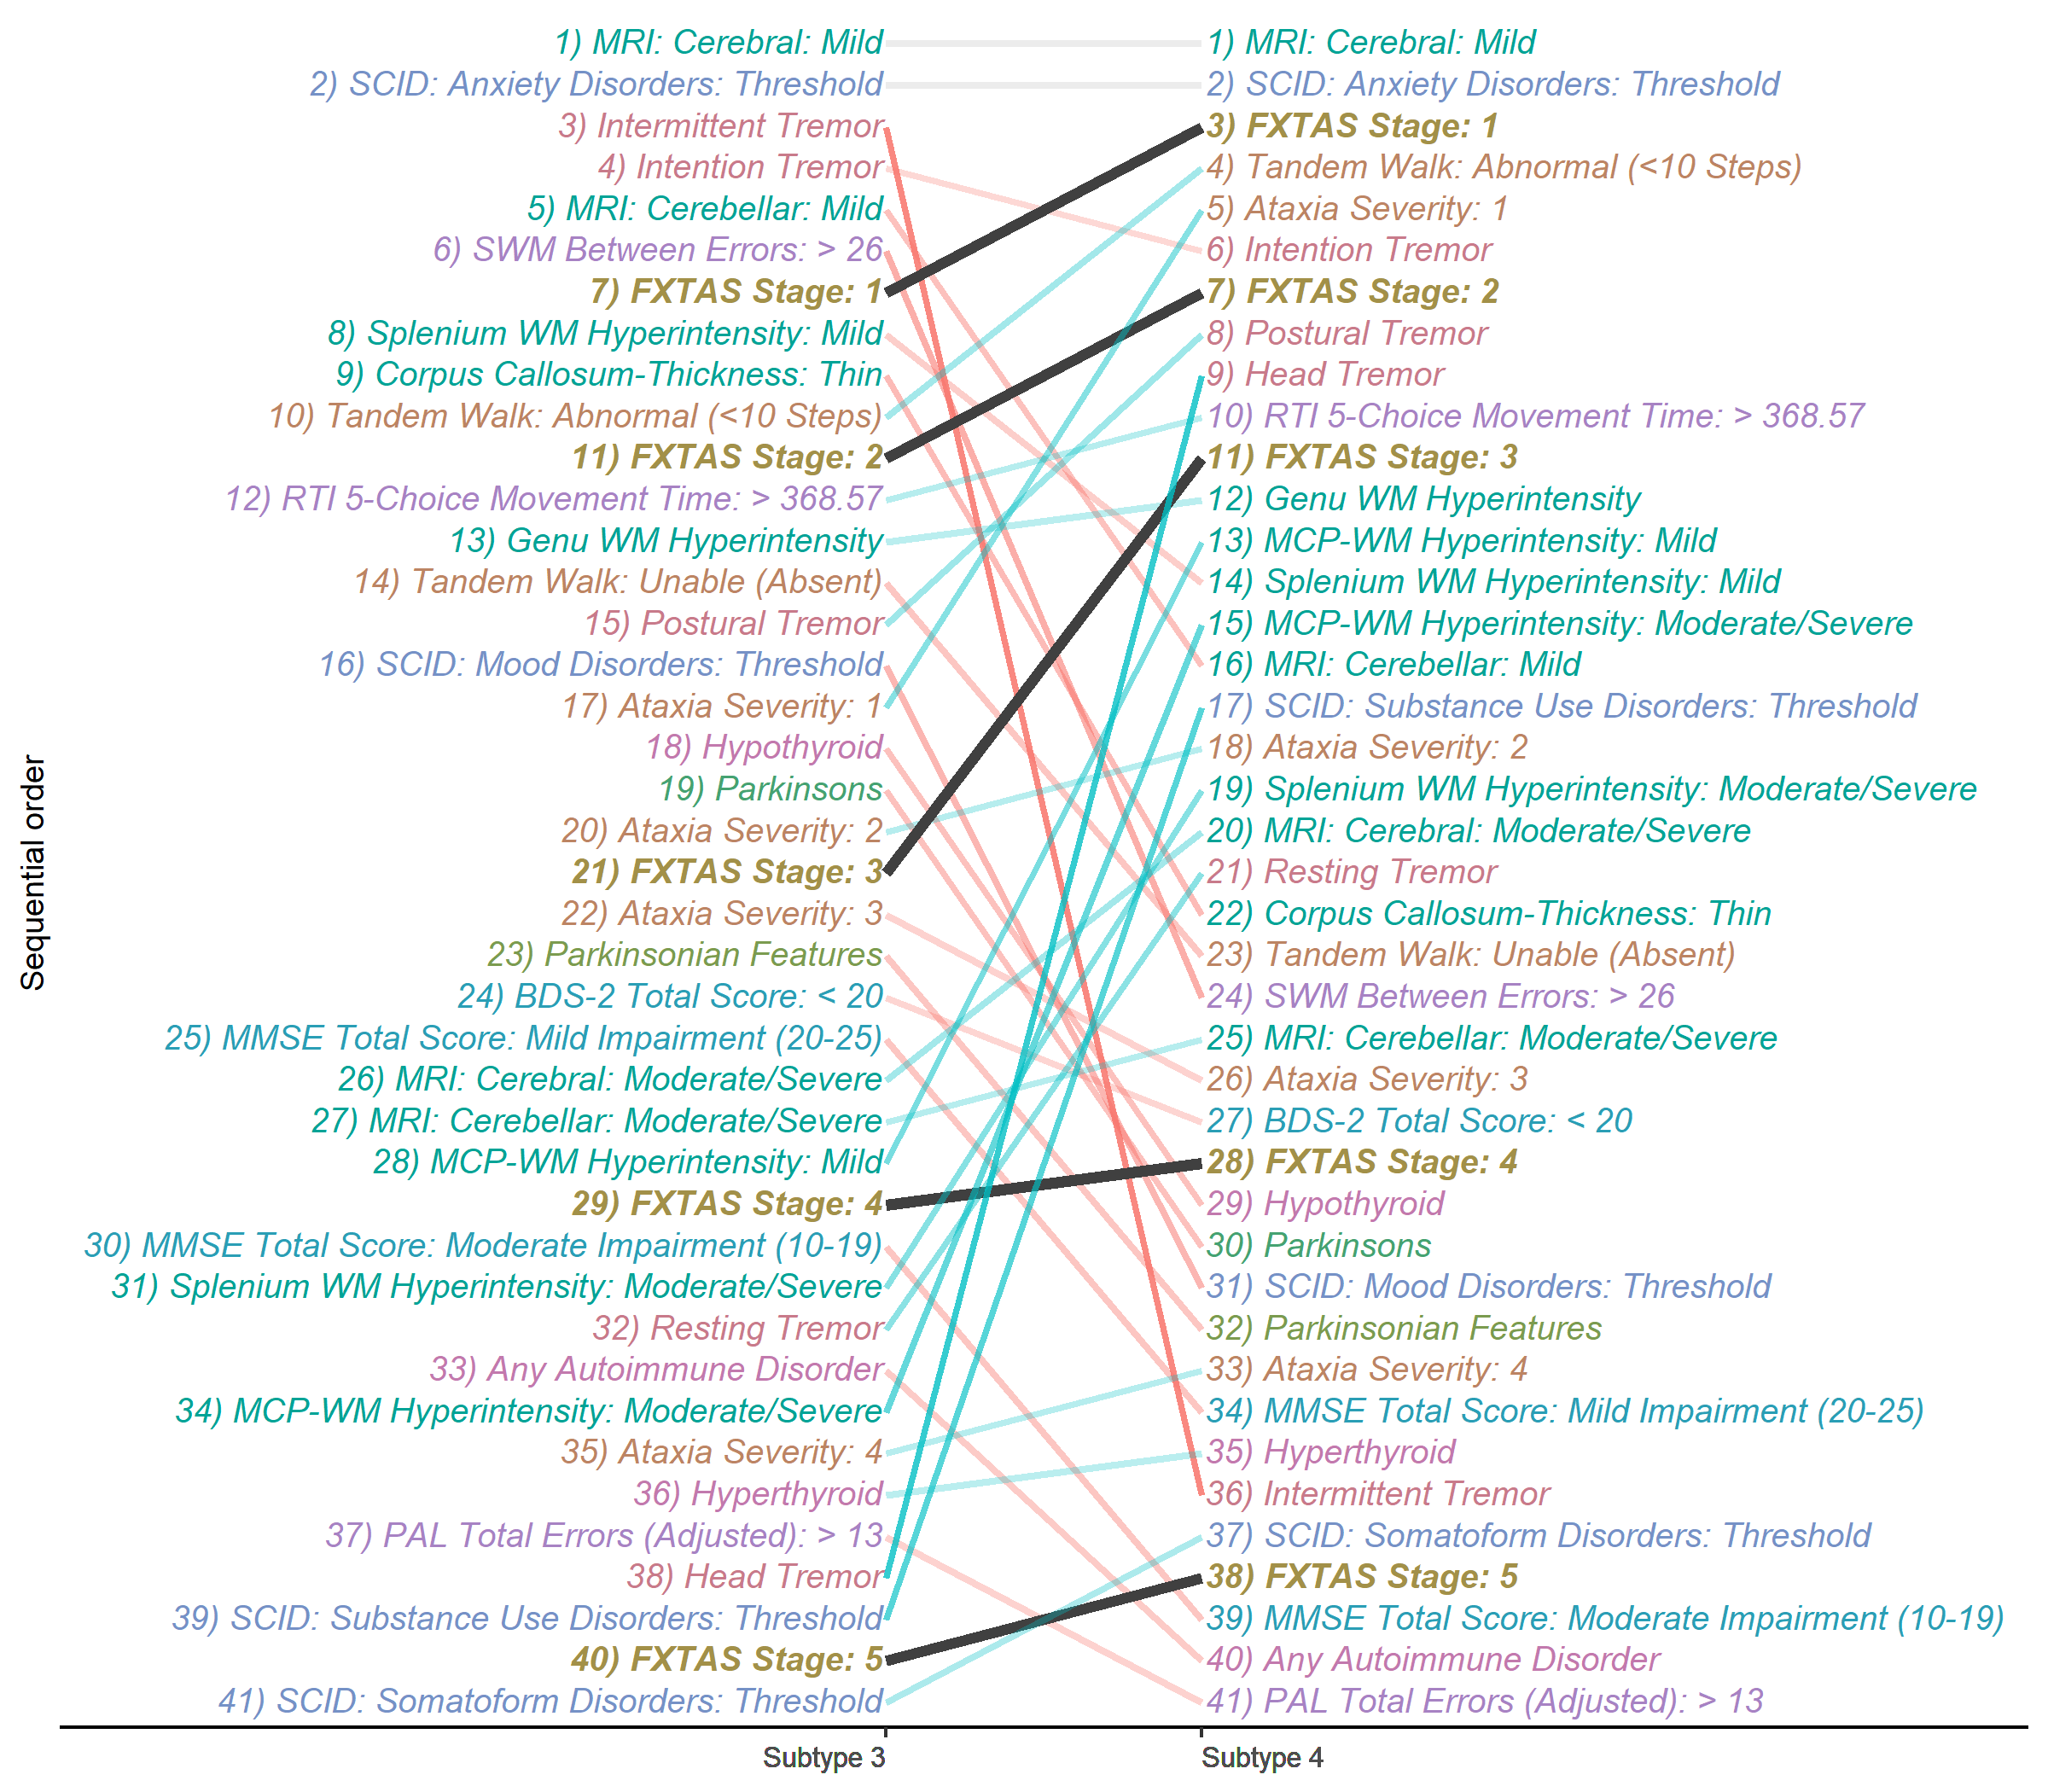 1) MRI: Cerebral: Mild
2) SCID: Anxiety Disorders: Threshold
3) Intermittent Tremor
4) Intention Tremor
5) MRI: Cerebellar: Mild
6) SWM Between Errors: > 26
7) FXTAS Stage: 1
8) Splenium WM Hyperintensity: Mild
9) Corpus Callosum-Thickness: Thin
10) Tandem Walk: Abnormal (<10 Steps)
11) FXTAS Stage: 2
12) RTI 5-Choice Movement Time: > 368.57
13) Genu WM Hyperintensity
14) Tandem Walk: Unable (Absent)
15) Postural Tremor
16) SCID: Mood Disorders: Threshold
17) Ataxia Severity: 1
18) Hypothyroid
19) Parkinsons
20) Ataxia Severity: 2
21) FXTAS Stage: 3
22) Ataxia Severity: 3
23) Parkinsonian Features
24) BDS-2 Total Score: < 20
25) MMSE Total Score: Mild Impairment (20-25)
26) MRI: Cerebral: Moderate/Severe
27) MRI: Cerebellar: Moderate/Severe
28) MCP-WM Hyperintensity: Mild
29) FXTAS Stage: 4
30) MMSE Total Score: Moderate Impairment (10-19)
31) Splenium WM Hyperintensity: Moderate/Severe
32) Resting Tremor
33) Any Autoimmune Disorder
34) MCP-WM Hyperintensity: Moderate/Severe
35) Ataxia Severity: 4
36) Hyperthyroid
37) PAL Total Errors (Adjusted): > 13
38) Head Tremor
39) SCID: Substance Use Disorders: Threshold
40) FXTAS Stage: 5
41) SCID: Somatoform Disorders: Threshold
1) MRI: Cerebral: Mild
2) SCID: Anxiety Disorders: Threshold
3) FXTAS Stage: 1
4) Tandem Walk: Abnormal (<10 Steps)
5) Ataxia Severity: 1
6) Intention Tremor
7) FXTAS Stage: 2
8) Postural Tremor
9) Head Tremor
10) RTI 5-Choice Movement Time: > 368.57
11) FXTAS Stage: 3
12) Genu WM Hyperintensity
13) MCP-WM Hyperintensity: Mild
14) Splenium WM Hyperintensity: Mild
15) MCP-WM Hyperintensity: Moderate/Severe
16) MRI: Cerebellar: Mild
17) SCID: Substance Use Disorders: Threshold
18) Ataxia Severity: 2
19) Splenium WM Hyperintensity: Moderate/Severe
20) MRI: Cerebral: Moderate/Severe
21) Resting Tremor
22) Corpus Callosum-Thickness: Thin
23) Tandem Walk: Unable (Absent)
24) SWM Between Errors: > 26
25) MRI: Cerebellar: Moderate/Severe
26) Ataxia Severity: 3
27) BDS-2 Total Score: < 20
28) FXTAS Stage: 4
29) Hypothyroid
30) Parkinsons
31) SCID: Mood Disorders: Threshold
32) Parkinsonian Features
33) Ataxia Severity: 4
34) MMSE Total Score: Mild Impairment (20-25)
35) Hyperthyroid
36) Intermittent Tremor
37) SCID: Somatoform Disorders: Threshold
38) FXTAS Stage: 5
39) MMSE Total Score: Moderate Impairment (10-19)
40) Any Autoimmune Disorder
41) PAL Total Errors (Adjusted): > 13
Sequential order
Subtype 3
Subtype 4